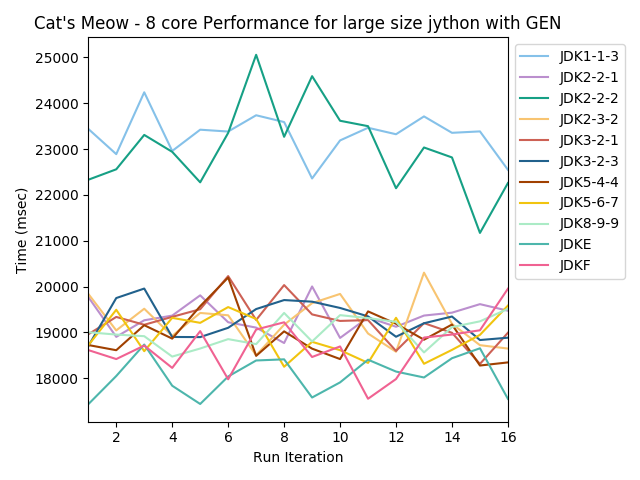 Cat's Meow - 8 core Performance for large size jython with GEN
25000
24000
23000
22000
21000
20000
19000
18000
Time (msec)
2 4 6 8 10 12 14 16
Run Iteration
JDK1-1-3
JDK2-2-1
JDK2-2-2
JDK2-3-2
JDK3-2-1
JDK3-2-3
JDK5-4-4
JDK5-6-7
JDK8-9-9
JDKE
JDKF